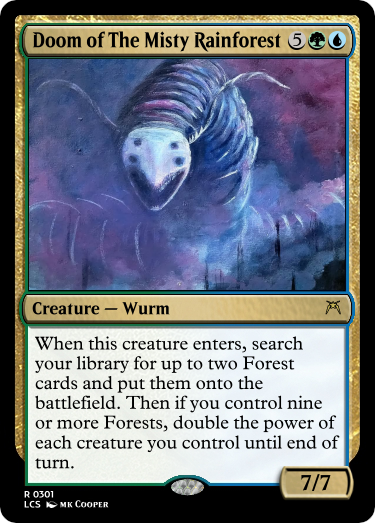 Doom of The Misty Rainforest 5
Creature — Wurm
When this creature enters, search
your library for up to two Forest
cards and put them onto the
battlefield. Then if you control nine
or more Forests, double the power of
each creature you control until end of
turn.
7/7
R 0301
LCS MK COOPER